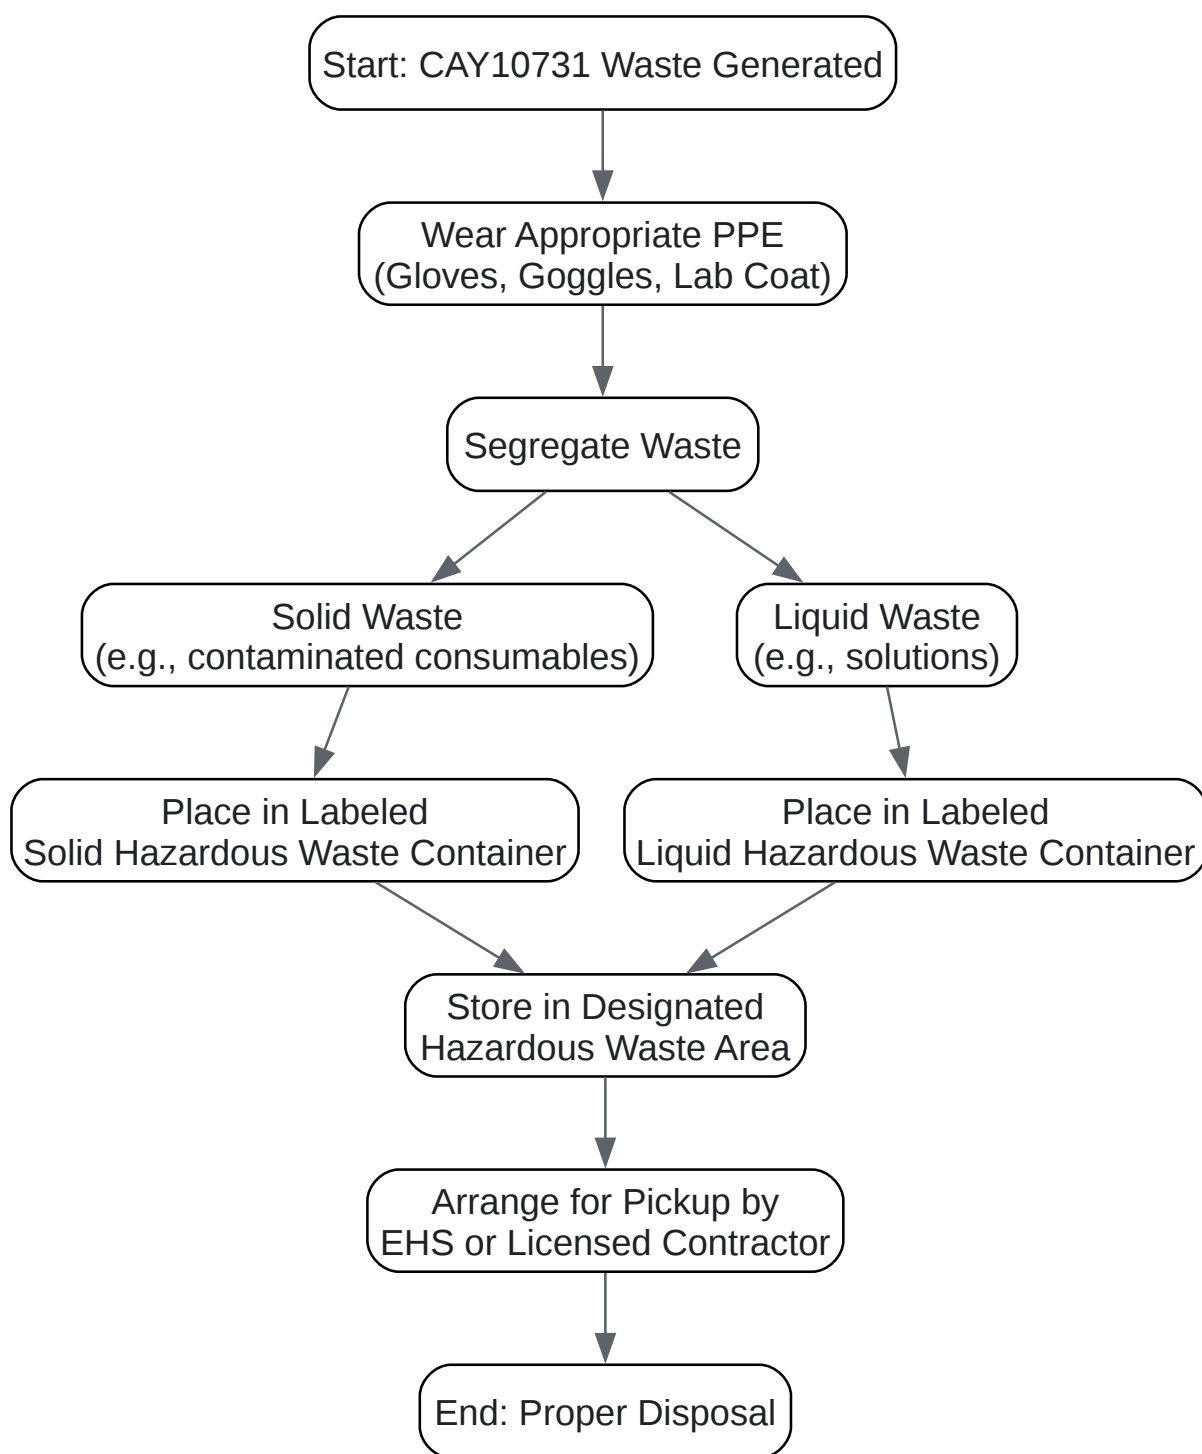 Start: CAY10731 Waste Generated
Wear Appropriate PPE
(Gloves, Goggles, Lab Coat)
Segregate Waste
Solid Waste
(e.g., contaminated consumables)
Liquid Waste
(e.g., solutions)
Place in Labeled
Solid Hazardous Waste Container
Place in Labeled
Liquid Hazardous Waste Container
Store in Designated
Hazardous Waste Area
Arrange for Pickup by
EHS or Licensed Contractor
End: Proper Disposal